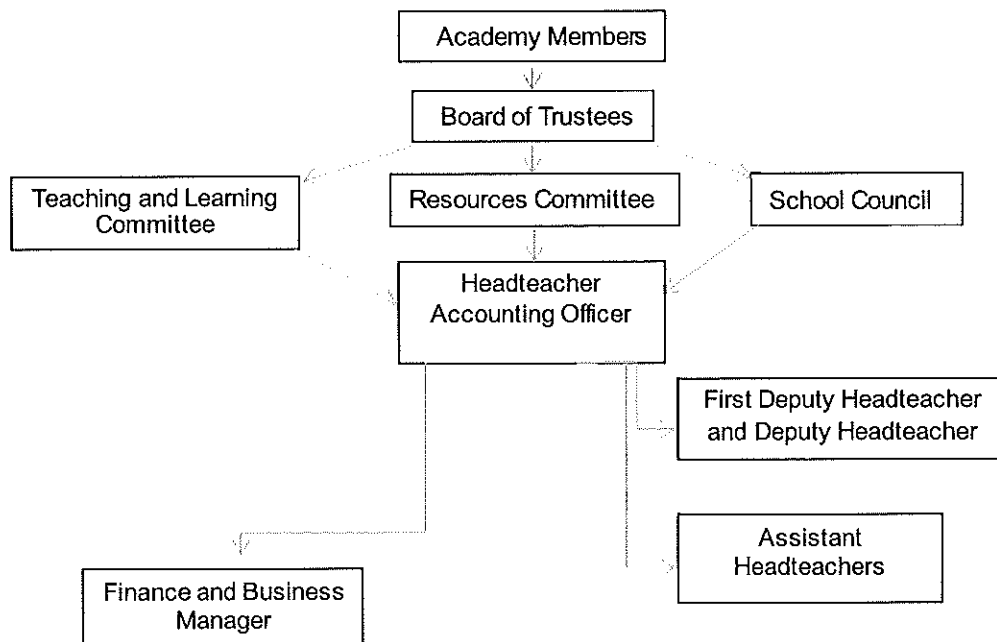 Academy Members
Board of Trustees
Teaching and Learning
Committee
Resources Committee
School Council
Headteacher
Accounting Officer
First Deputy Headteacher
and Deputy Headteacher
Assistant
Headteachers
Finance and Business
Manager